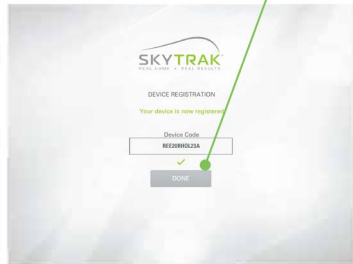 SKYTRAK
REAL GAME • REAL RESULTS
DEVICE REGISTRATION
Your device is now registered
Device Code
REE20RHOL23A
DONE